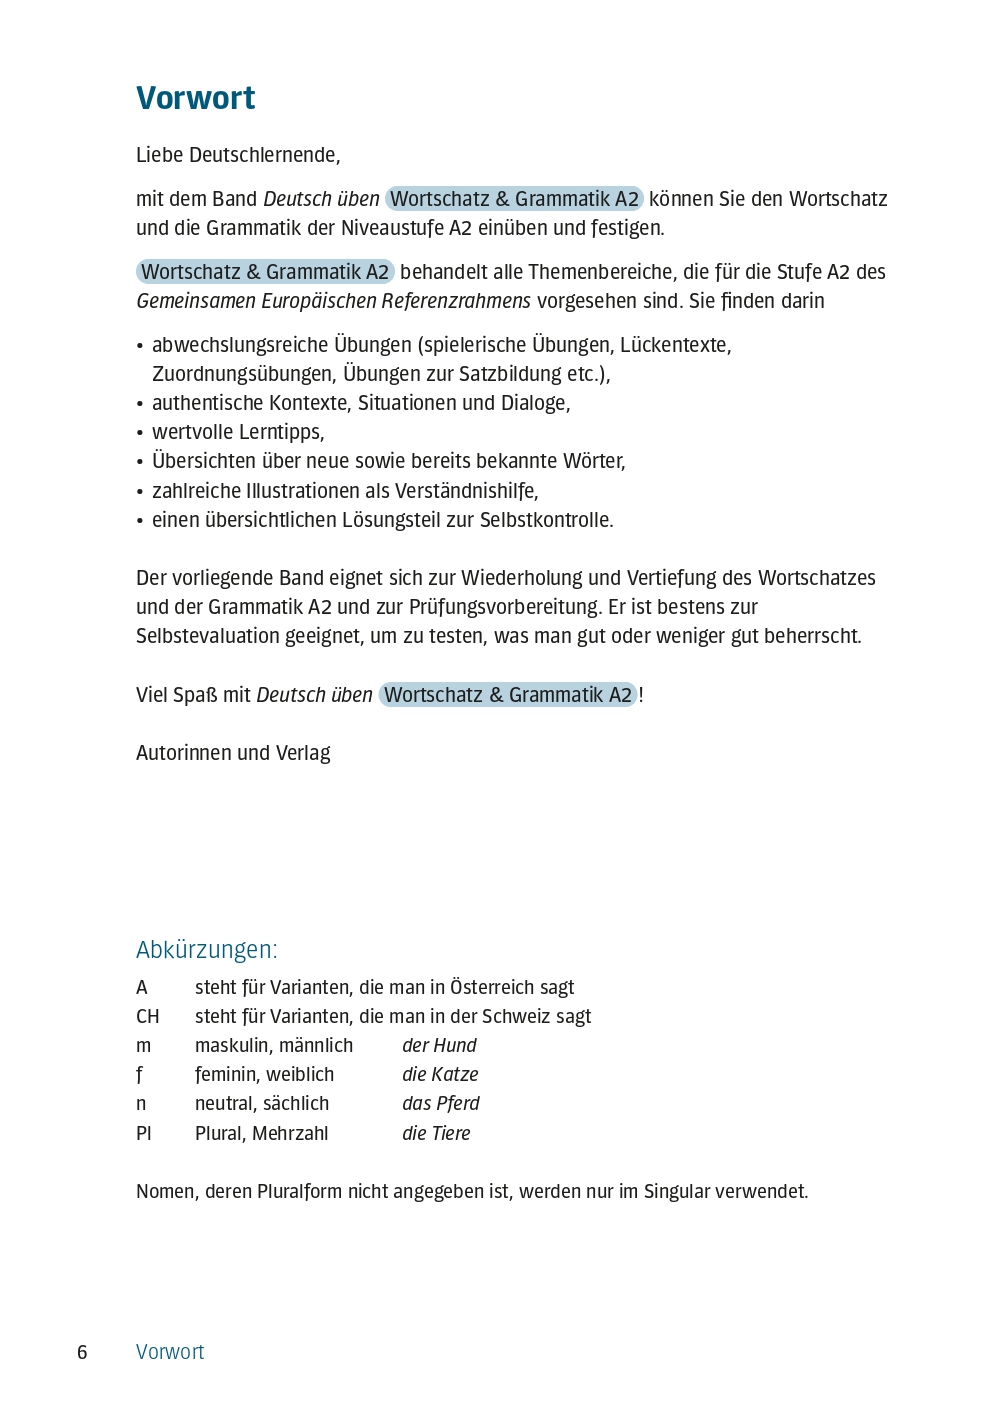 Vorwort
Liebe Deutschlernende,
mit dem Band Deutsch üben Wortschatz & Grammatik A2 können Sie den Wortschatz
und die Grammatik der Niveaustufe A2 einüben und festigen.
Wortschatz & Grammatik A2 behandelt alle Themenbereiche, die für die Stufe A2 des
Gemeinsamen Europäischen Referenzrahmens vorgesehen sind. Sie finden darin
• abwechslungsreiche Übungen (spielerische Übungen, Lückentexte,
Zuordnungsübungen, Übungen zur Satzbildung etc.),
• authentische Kontexte, Situationen und Dialoge,
• wertvolle Lerntipps,
• Übersichten über neue sowie bereits bekannte Wörter,
• zahlreiche Illustrationen als Verständnishilfe,
• einen übersichtlichen Lösungsteil zur Selbstkontrolle.
Der vorliegende Band eignet sich zur Wiederholung und Vertiefung des Wortschatzes
und der Grammatik A2 und zur Prüfungsvorbereitung. Er ist bestens zur
Selbstevaluation geeignet, um zu testen, was man gut oder weniger gut beherrscht.
Viel Spaß mit Deutsch üben Wortschatz & Grammatik A2!
Autorinnen und Verlag
Abkürzungen:
A steht für Varianten, die man in Österreich sagt
CH steht für Varianten, die man in der Schweiz sagt
m maskulin, männlich der Hund
f feminin, weiblich die Katze
n neutral, sächlich das Pferd
Pl Plural, Mehrzahl die Tiere
Nomen, deren Pluralform nicht angegeben ist, werden nur im Singular verwendet.
6 Vorwort